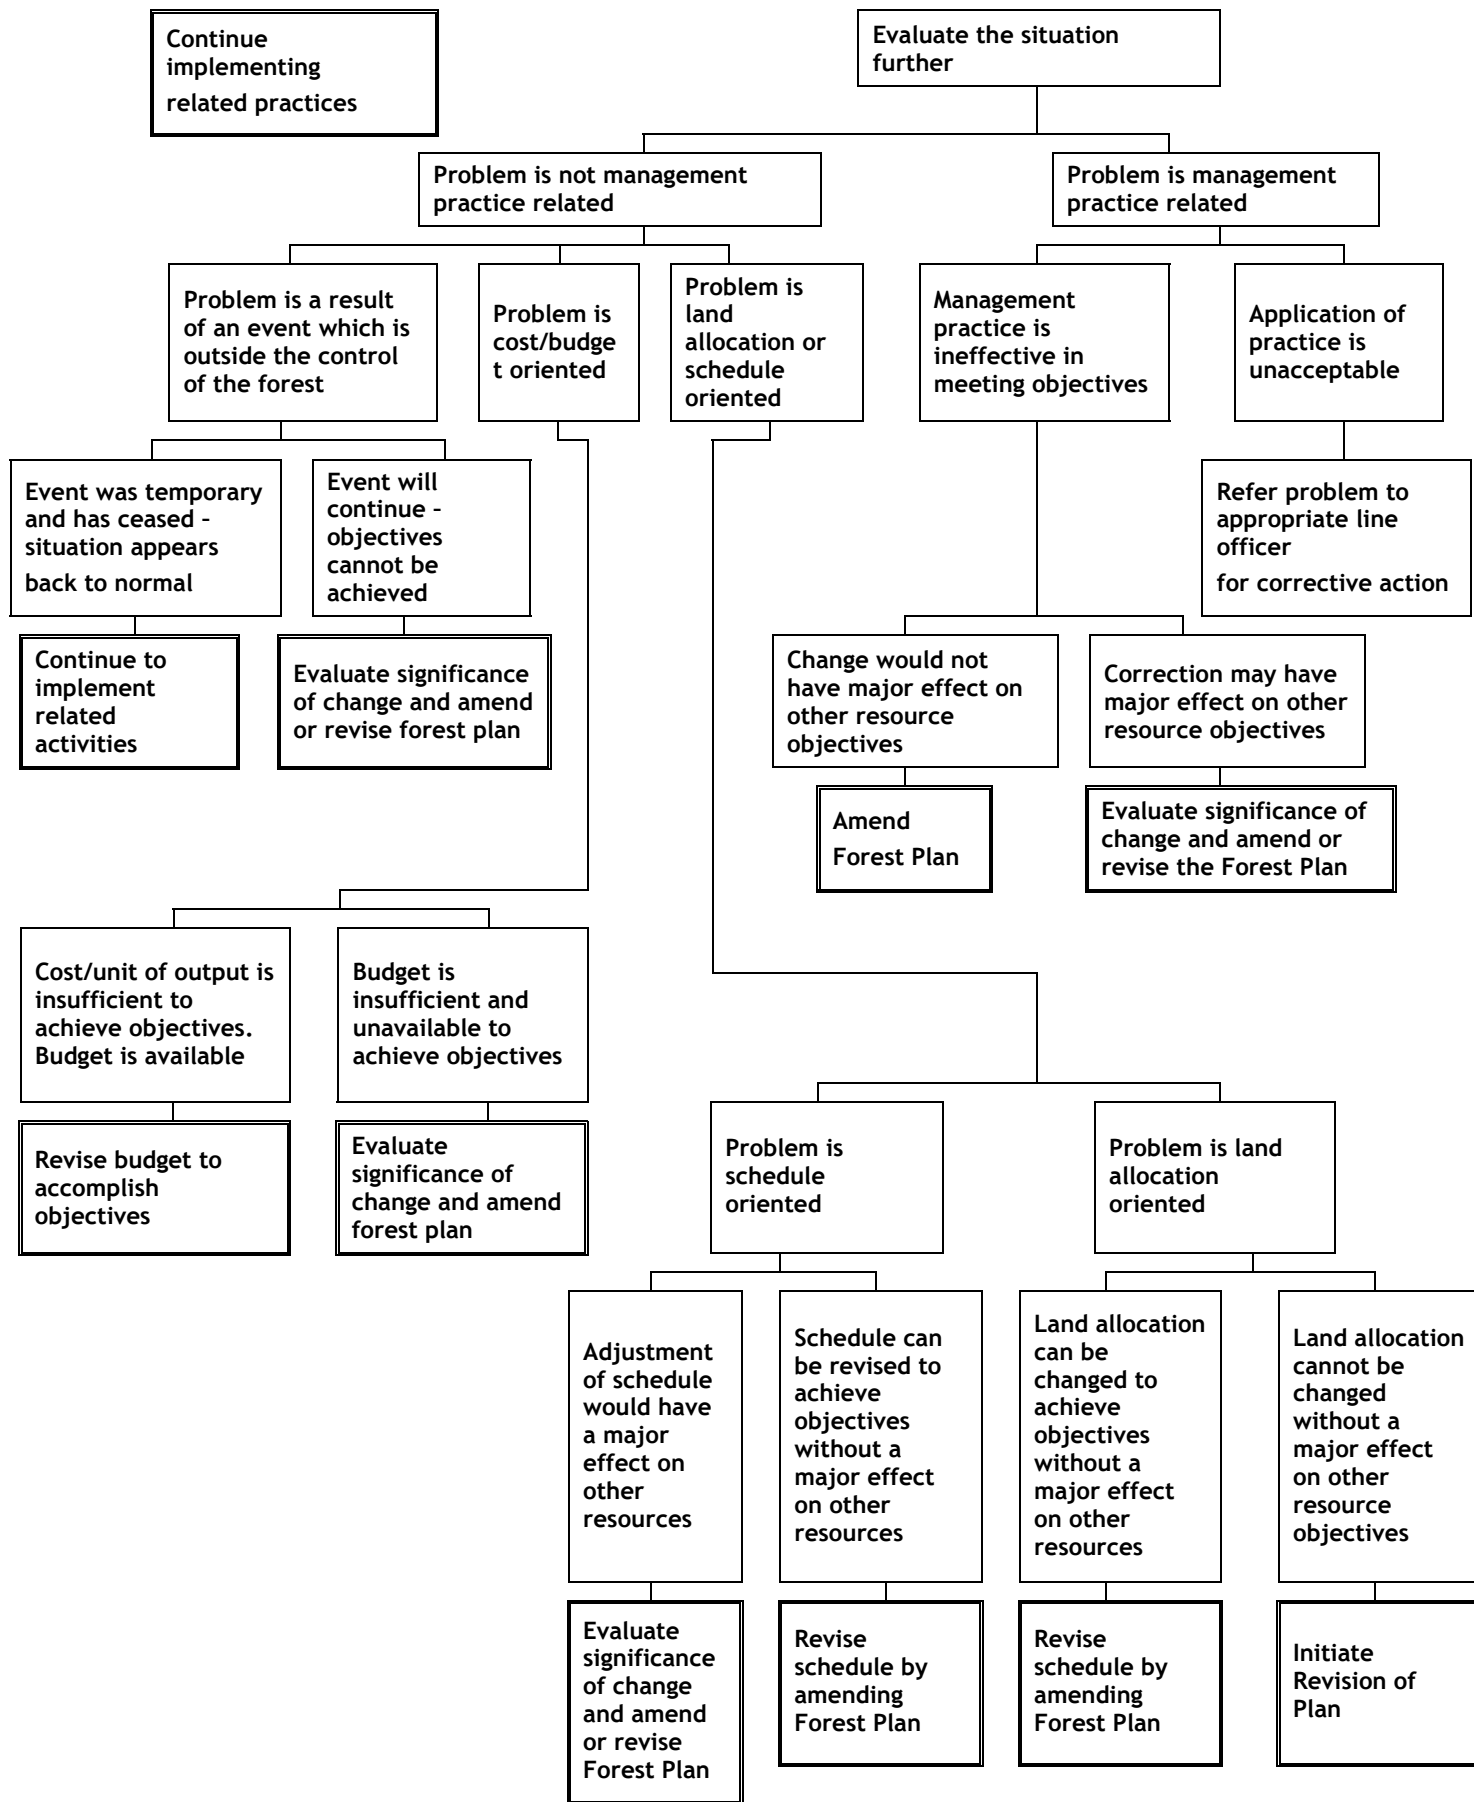 Continue
implementing
related practices
Evaluate the situation
further
Problem is not management
practice related
Problem is management
practice related
Problem is a result
of an event which is
outside the control
of the forest
Problem is
cost/budge
t oriented
Problem is
land
allocation or
schedule
oriented
Management
practice is
ineffective in
meeting objectives
Application of
practice is
unacceptable
Event was temporary
and has ceased –
situation appears
back to normal
Event will
continue –
objectives
cannot be
achieved
Refer problem to
appropriate line
officer
for corrective action
Continue to
implement
related
activities
Evaluate significance
of change and amend
or revise forest plan
Change would not
have major effect on
other resource
objectives
Correction may have
major effect on other
resource objectives
Amend
Forest Plan
Evaluate significance of
change and amend or
revise the Forest Plan
Cost/unit of output is
insufficient to
achieve objectives.
Budget is available
Budget is
insufficient and
unavailable to
achieve objectives
Revise budget to
accomplish
objectives
Evaluate
significance of
change and amend
forest plan
Problem is
schedule
oriented
Problem is land
allocation
oriented
Adjustment
of schedule
would have
a major
effect on
other
resources
Schedule can
be revised to
achieve
objectives
without a
major effect
on other
resources
Land allocation
can be
changed to
achieve
objectives
without a
major effect
on other
resources
Land allocation
cannot be
changed
without a
major effect
on other
resource
objectives
Evaluate
significance
of change
and amend
or revise
Forest Plan
Revise
schedule by
amending
Forest Plan
Revise
schedule by
amending
Forest Plan
Initiate
Revision of
Plan